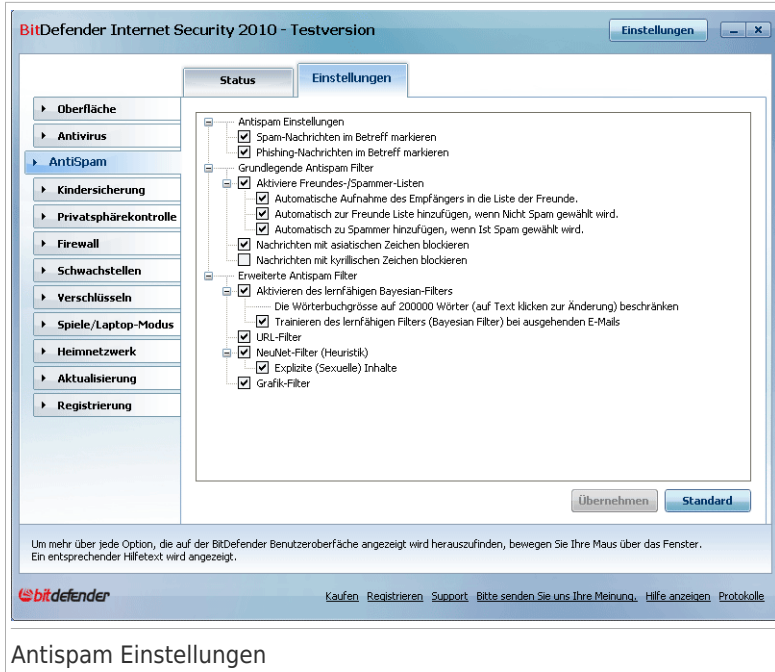 BitDefender Internet Security 2010 - Testversion
Einstellungen
Status
Einstellungen
Oberfläche
Antivirus
AntiSpam
Kindersicherung
Privatsphärekontrolle
Firewall
Schwachstellen
Verschlüsseln
Spiele/Laptop-Modus
Heimnetzwerk
Aktualisierung
Registrierung
Antispam Einstellungen
Spam-Nachrichten im Betreff markieren
Phishing-Nachrichten im Betreff markieren
Grundlegende Antispam Filter
Aktiviere Freundes-/Spammer-Listen
Automatische Aufnahme des Empfängers in die Liste der Freunde.
Automatisch zur Freunde Liste hinzufügen, wenn Nicht Spam gewählt wird.
Automatisch zu Spammer hinzufügen, wenn Ist Spam gewählt wird.
Nachrichten mit asiatischen Zeichen blockieren
Nachrichten mit kyrillischen Zeichen blockieren
Erweiterte Antispam Filter
Aktivieren des lernfähigen Bayesian-Filters
Die Wörterbuchgrösse auf 200000 Wörter (auf Text klicken zur Änderung) beschränken
Trainieren des lernfähigen Filters (Bayesian Filter) bei ausgehenden E-Mails
URL-Filter
NeuNet-Filter (Heuristik)
Explizite (Sexuelle) Inhalte
Grafik-Filter
Übernehmen
Standard
Um mehr über jede Option, die auf der BitDefender Benutzeroberfäche angezeigt wird herauszufinden, bewegen Sie Ihre Maus über das Fenster.
Ein entsprechender Hilfetext wird angezeigt.
bitdefender
Kaufen Registrieren Support Bitte senden Sie uns Ihre Meinung. Hilfe anzeigen Protokolle
Antispam Einstellungen